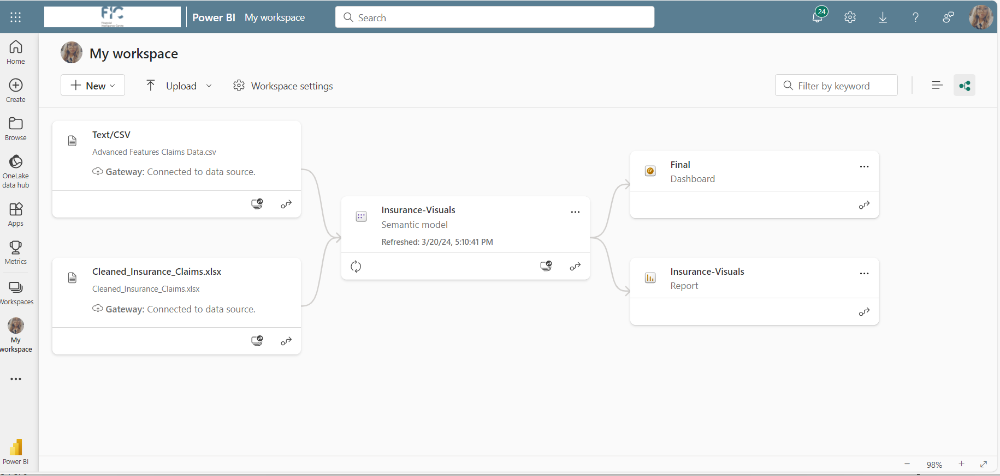 FIC
Financial
Intelligence Centre
Power BI
My workspace
Search
24
Home
Create
Browse
OneLake
data hub
Apps
Metrics
Workspaces
My
workspace
Power BI
My workspace
New
Upload
Workspace settings
Filter by keyword
Text/CSV
Advanced Features Claims Data.csv
Gateway: Connected to data source.
Cleaned_Insurance_Claims.xlsx
Cleaned_Insurance_Claims.xlsx
Gateway: Connected to data source.
Insurance-Visuals
Semantic model
Refreshed: 3/20/24, 5:10:41 PM
Final
Dashboard
Insurance-Visuals
Report
98%